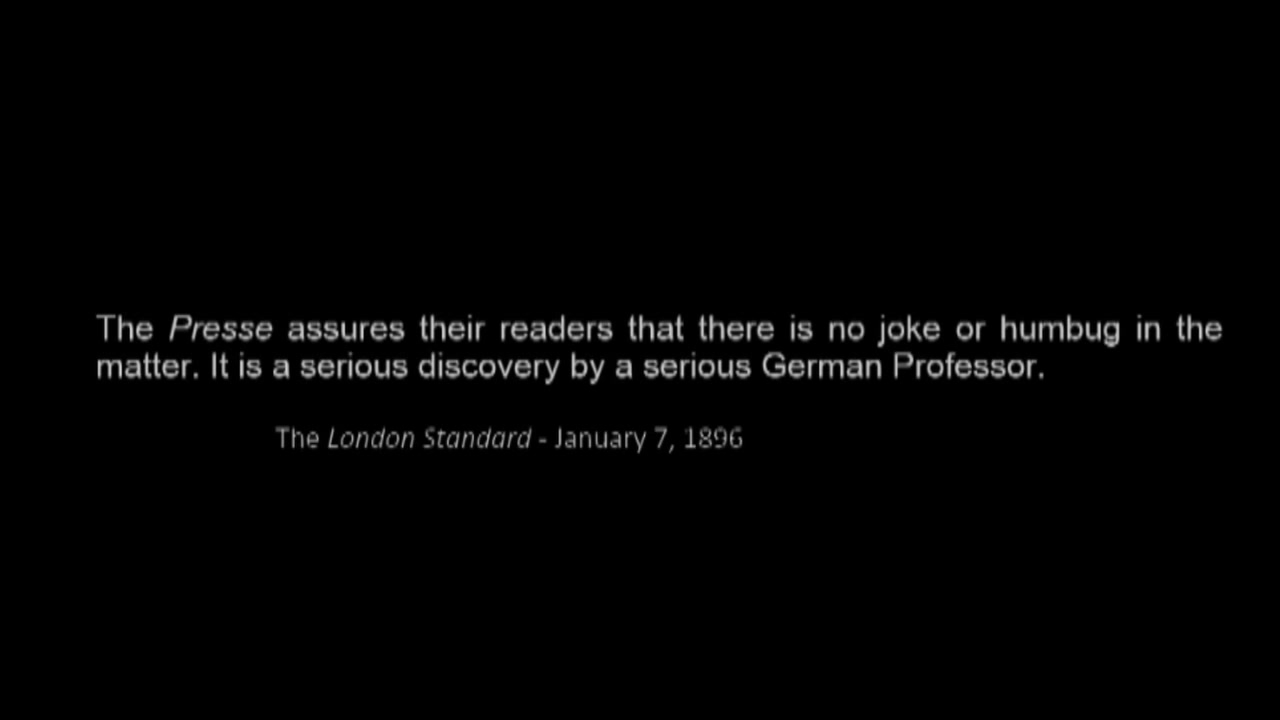 The Presse assures their readers that there is no joke or humbug in the
matter. It is a serious discovery by a serious German Professor.
The London Standard - January 7, 1896